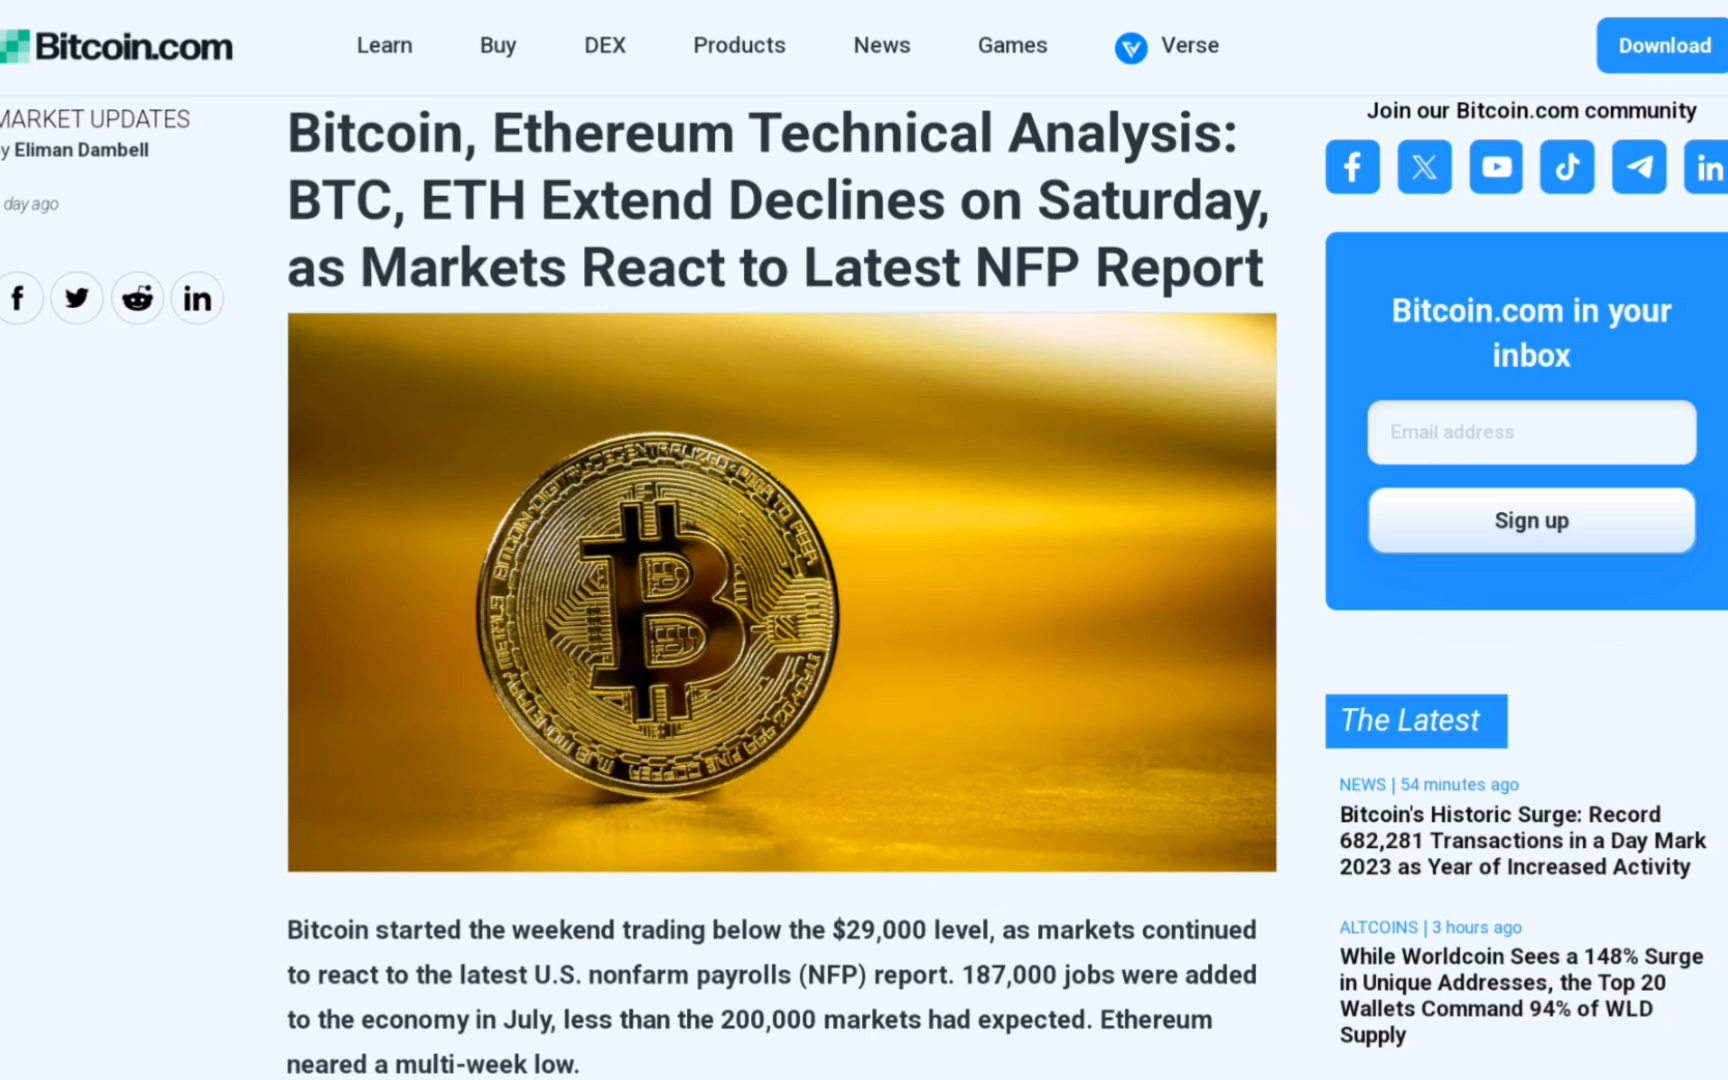 Bitcoin.com
Learn
Buy
DEX
Products
News
Games
Verse
Download
MARKET UPDATES
y Eliman Dambell
day ago
Bitcoin, Ethereum Technical Analysis:
BTC, ETH Extend Declines on Saturday,
as Markets React to Latest NFP Report
Bitcoin started the weekend trading below the $29,000 level, as markets continued
to react to the latest U.S. nonfarm payrolls (NFP) report. 187,000 jobs were added
to the economy in July, less than the 200,000 markets had expected. Ethereum
neared a multi-week low.
Join our Bitcoin.com community
Bitcoin.com in your
inbox
Email address
Sign up
The Latest
NEWS | 54 minutes ago
Bitcoin's Historic Surge: Record
682,281 Transactions in a Day Mark
2023 as Year of Increased Activity
ALTCOINS | 3 hours ago
While Worldcoin Sees a 148% Surge
in Unique Addresses, the Top 20
Wallets Command 94% of WLD
Supply